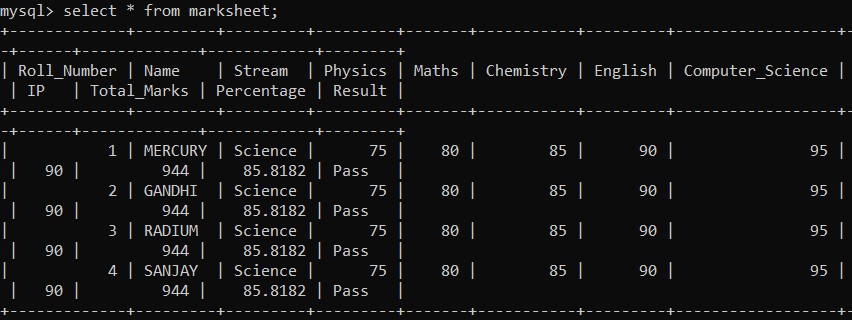 mysql> select * from marksheet;
+-------------+---------+---------+---------+-------+-----------+---------+------------------+-
-+------+-------------+------------+--------+
| Roll_Number | Name    | Stream  | Physics | Maths | Chemistry | English | Computer_Science |
 | IP   | Total_Marks | Percentage | Result |
+-------------+---------+---------+---------+-------+-----------+---------+------------------+-
-+------+-------------+------------+--------+
|           1 | MERCURY | Science |      75 |    80 |        85 |      90 |               95 |
 |   90 |         944 |    85.8182 | Pass   |
|           2 | GANDHI  | Science |      75 |    80 |        85 |      90 |               95 |
 |   90 |         944 |    85.8182 | Pass   |
|           3 | RADIUM  | Science |      75 |    80 |        85 |      90 |               95 |
 |   90 |         944 |    85.8182 | Pass   |
|           4 | SANJAY  | Science |      75 |    80 |        85 |      90 |               95 |
 |   90 |         944 |    85.8182 | Pass   |
+-------------+---------+---------+---------+-------+-----------+---------+------------------+-